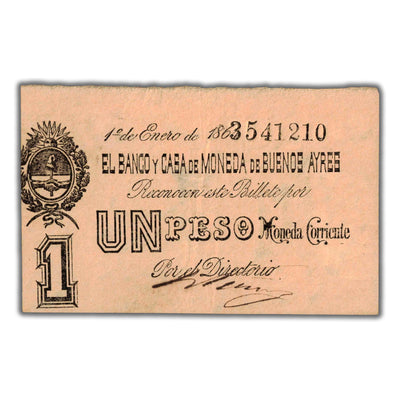 1º de Enero de 1863541210
EL BANCO Y CASA DE MONEDA DE BUENOS AYRES
Reconocen este Billete por
UN PESO Moneda Corriente
Por el Directorio
1